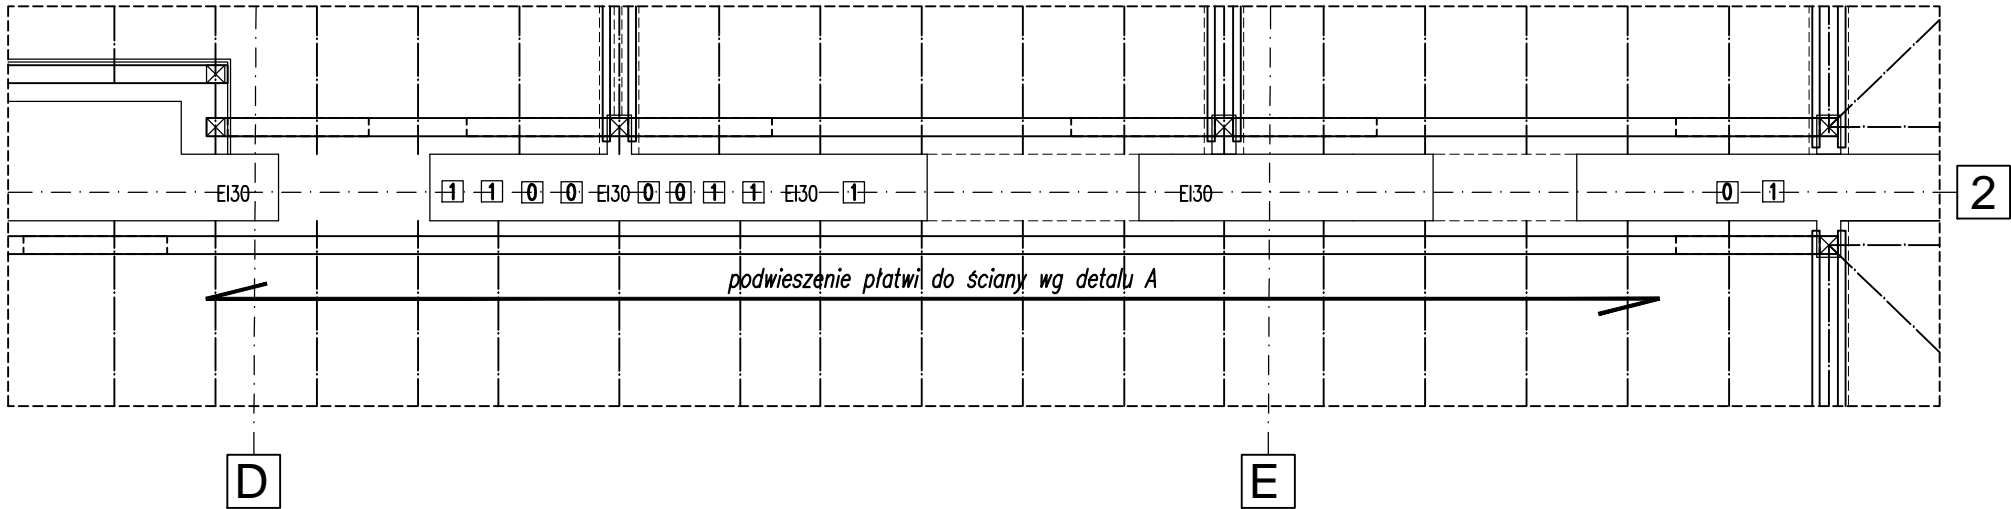 EI30 1 1 0 0 EI30 0 0 1 1 EI30 1 EI30 0 1 2
podwieszenie płatwi do ściany wg detalu A
D E